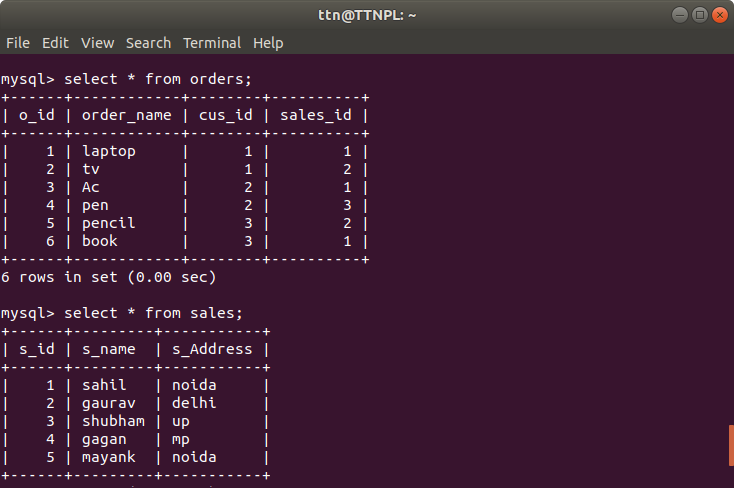 ttn@TTNPL: ~
File Edit View Search Terminal Help
mysql> select * from orders;
+------+------------+--------+----------+
| o_id | order_name | cus_id | sales_id |
+------+------------+--------+----------+
|    1 | laptop     |      1 |        1 |
|    2 | tv         |      1 |        2 |
|    3 | Ac         |      2 |        1 |
|    4 | pen        |      2 |        3 |
|    5 | pencil     |      3 |        2 |
|    6 | book       |      3 |        1 |
+------+------------+--------+----------+
6 rows in set (0.00 sec)
mysql> select * from sales;
+------+---------+-----------+
| s_id | s_name  | s_Address |
+------+---------+-----------+
|    1 | sahil   | noida     |
|    2 | gaurav  | delhi     |
|    3 | shubham | up        |
|    4 | gagan   | mp        |
|    5 | mayank  | noida     |
+------+---------+-----------+